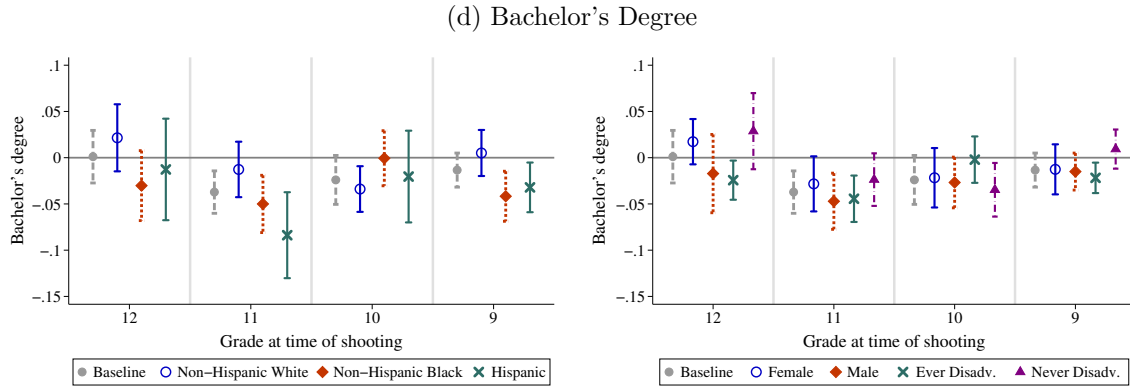 (d) Bachelor's Degree
Bachelor's degree
.1
.05
0
−.05
−.1
−.15
12
11
10
9
Grade at time of shooting
Baseline
Non-Hispanic White
Non-Hispanic Black
Hispanic
Bachelor's degree
.1
.05
0
−.05
−.1
−.15
12
11
10
9
Grade at time of shooting
Baseline
Female
Male
Ever Disadv.
Never Disadv.